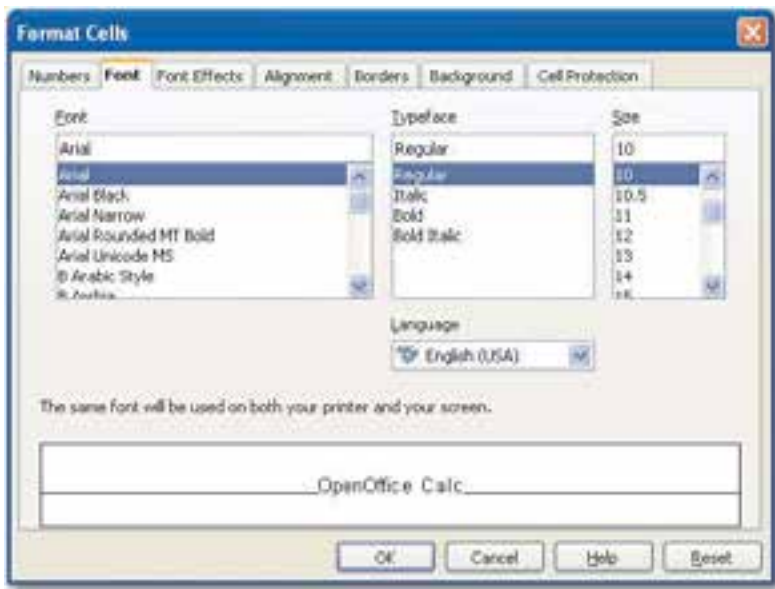 Format Cells
Numbers Font Font Effects Alignment Borders Background Cell Protection
Font Typeface Size
Arial Regular 10
Arial Regular 10
Arial Black Italic 10.5
Arial Narrow Bold 11
Arial Rounded MT Bold Bold Italic 12
Arial Unicode MS 13
B Arabic Style 14
Language
English (USA)
The same font will be used on both your printer and your screen.
OpenOffice Calc
OK Cancel Help Reset